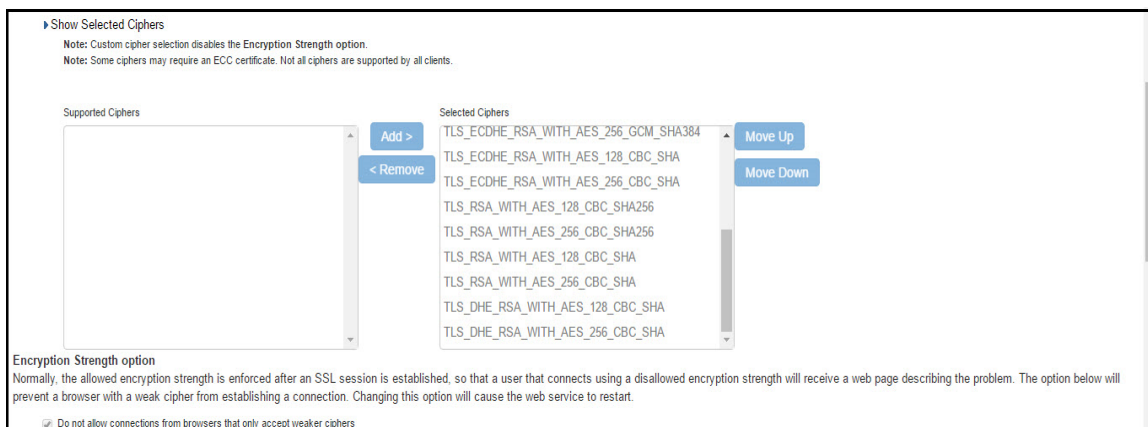 Show Selected Ciphers
Note: Custom cipher selection disables the Encryption Strength option.
Note: Some ciphers may require an ECC certificate. Not all ciphers are supported by all clients.
Supported Ciphers
Selected Ciphers
Add >
< Remove
TLS_ECDHE_RSA_WITH_AES_256_GCM_SHA384
TLS_ECDHE_RSA_WITH_AES_128_CBC_SHA
TLS_ECDHE_RSA_WITH_AES_256_CBC_SHA
TLS_RSA_WITH_AES_128_CBC_SHA256
TLS_RSA_WITH_AES_256_CBC_SHA256
TLS_RSA_WITH_AES_128_CBC_SHA
TLS_RSA_WITH_AES_256_CBC_SHA
TLS_DHE_RSA_WITH_AES_128_CBC_SHA
TLS_DHE_RSA_WITH_AES_256_CBC_SHA
Move Up
Move Down
Encryption Strength option
Normally, the allowed encryption strength is enforced after an SSL session is established, so that a user that connects using a disallowed encryption strength will receive a web page describing the problem. The option below will
prevent a browser with a weak cipher from establishing a connection. Changing this option will cause the web service to restart.
Do not allow connections from browsers that only accept weaker ciphers